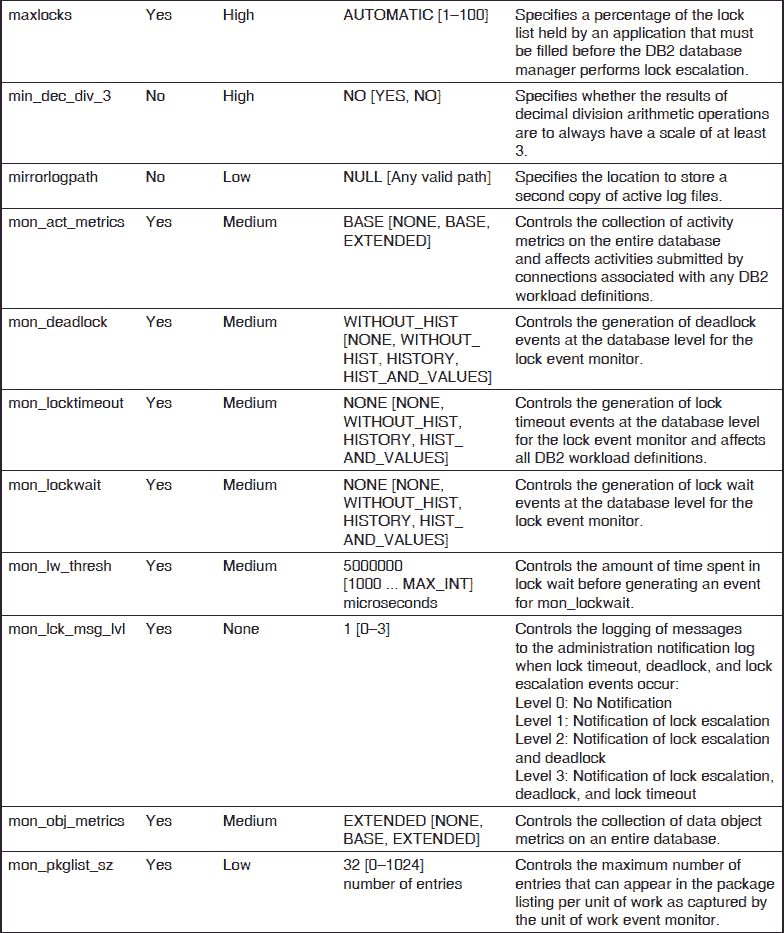 maxlocks Yes High AUTOMATIC [1–100] Specifies a percentage of the lock
list held by an application that must
be filled before the DB2 database
manager performs lock escalation.
min_dec_div_3 No High NO [YES, NO] Specifies whether the results of
decimal division arithmetic operations
are to always have a scale of at least
3.
mirrorlogpath No Low NULL [Any valid path] Specifies the location to store a
second copy of active log files.
mon_act_metrics Yes Medium BASE [NONE, BASE, Controls the collection of activity
EXTENDED] metrics on the entire database
and affects activities submitted by
connections associated with any DB2
workload definitions.
mon_deadlock Yes Medium WITHOUT_HIST Controls the generation of deadlock
[NONE, WITHOUT_ events at the database level for the
HIST, HISTORY, lock event monitor.
HIST_AND_VALUES]
mon_locktimeout Yes Medium NONE [NONE, Controls the generation of lock
WITHOUT_HIST, timeout events at the database level
HISTORY, HIST_ for the lock event monitor and affects
AND_VALUES] all DB2 workload definitions.
mon_lockwait Yes Medium NONE [NONE, Controls the generation of lock wait
WITHOUT_HIST, events at the database level for the
HISTORY, HIST_ lock event monitor.
AND_VALUES]
mon_lw_thresh Yes Medium 5000000 Controls the amount of time spent in
[1000 ... MAX_INT] lock wait before generating an event
microseconds for mon_lockwait.
mon_lck_msg_lvl Yes None 1 [0–3] Controls the logging of messages
to the administration notification log
when lock timeout, deadlock, and lock
escalation events occur:
Level 0: No Notification
Level 1: Notification of lock escalation
Level 2: Notification of lock escalation
and deadlock
Level 3: Notification of lock escalation,
deadlock, and lock timeout
mon_obj_metrics Yes Medium EXTENDED [NONE, Controls the collection of data object
BASE, EXTENDED] metrics on an entire database.
mon_pkglist_sz Yes Low 32 [0–1024] Controls the maximum number of
number of entries entries that can appear in the package
listing per unit of work as captured by
the unit of work event monitor.